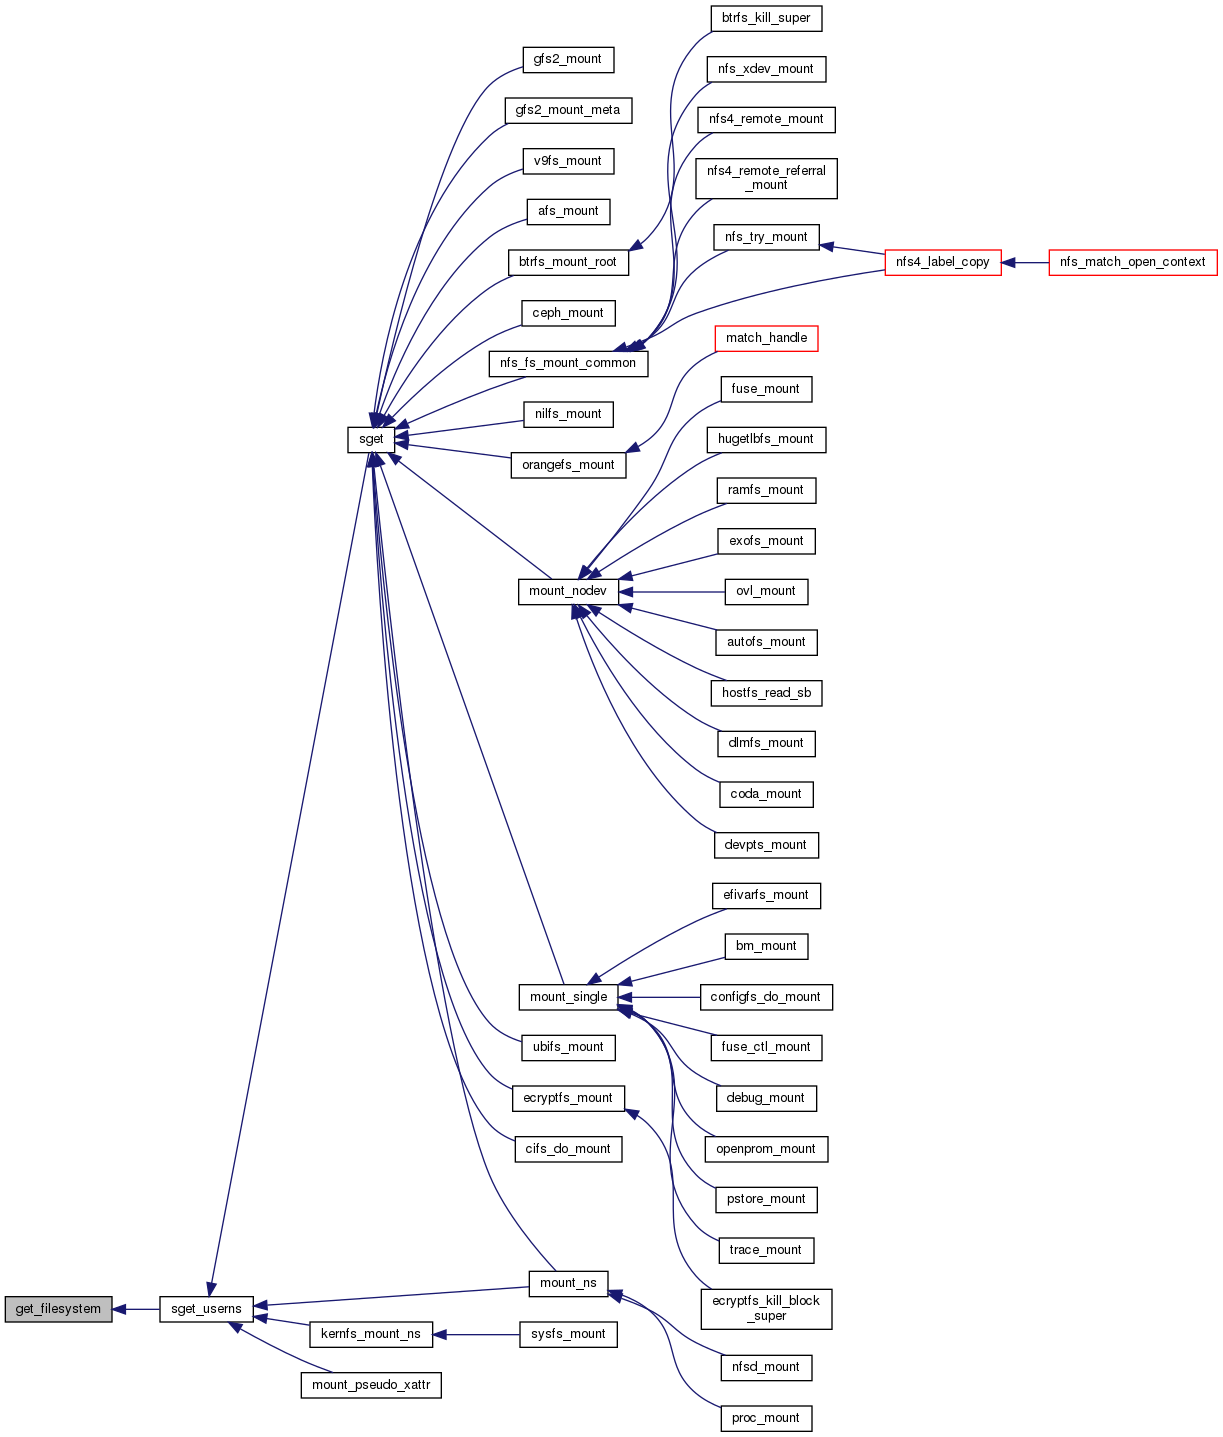 btrfs_kill_super
gfs2_mount
nfs_xdev_mount
gfs2_mount_meta
nfs4_remote_mount
v9fs_mount
nfs4_remote_referral
_mount
afs_mount
nfs_try_mount
btrfs_mount_root
nfs4_label_copy
nfs_match_open_context
ceph_mount
match_handle
nfs_fs_mount_common
fuse_mount
nilfs_mount
sget
hugetlbfs_mount
orangefs_mount
ramfs_mount
exofs_mount
mount_nodev
ovl_mount
autofs_mount
hostfs_read_sb
dlmfs_mount
coda_mount
devpts_mount
efivarfs_mount
bm_mount
mount_single
configfs_do_mount
ubifs_mount
fuse_ctl_mount
ecryptfs_mount
debug_mount
cifs_do_mount
openprom_mount
pstore_mount
trace_mount
mount_ns
ecryptfs_kill_block
_super
get_filesystem
sget_userns
kernfs_mount_ns
sysfs_mount
nfsd_mount
mount_pseudo_xattr
proc_mount